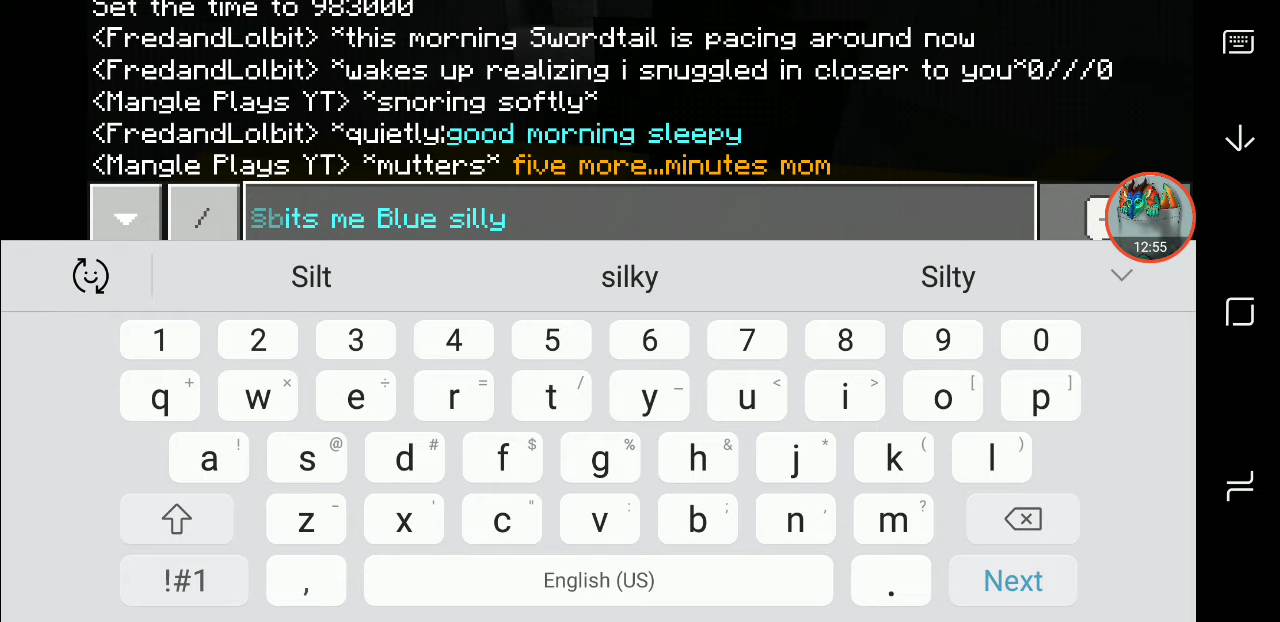 Set the time to 983000
<FredandLolbit> *this morning Swordtail is pacing around now
<FredandLolbit> *wakes up realizing i snuggled in closer to you*0///0
<Mangle Plays YT> *snoring softly*
<FredandLolbit> *quietly:good morning sleepy
<Mangle Plays YT> *mutters* five more...minutes mom
/ §bits me Blue silly
12:55
Silt silky Silty
1 2 3 4 5 6 7 8 9 0
+ × ÷ = / _ < > [ ]
q w e r t y u i o p
! @ # $ % & * ( )
a s d f g h j k l
- ' " : ; , ?
z x c v b n m
!#1 , English (US) . Next